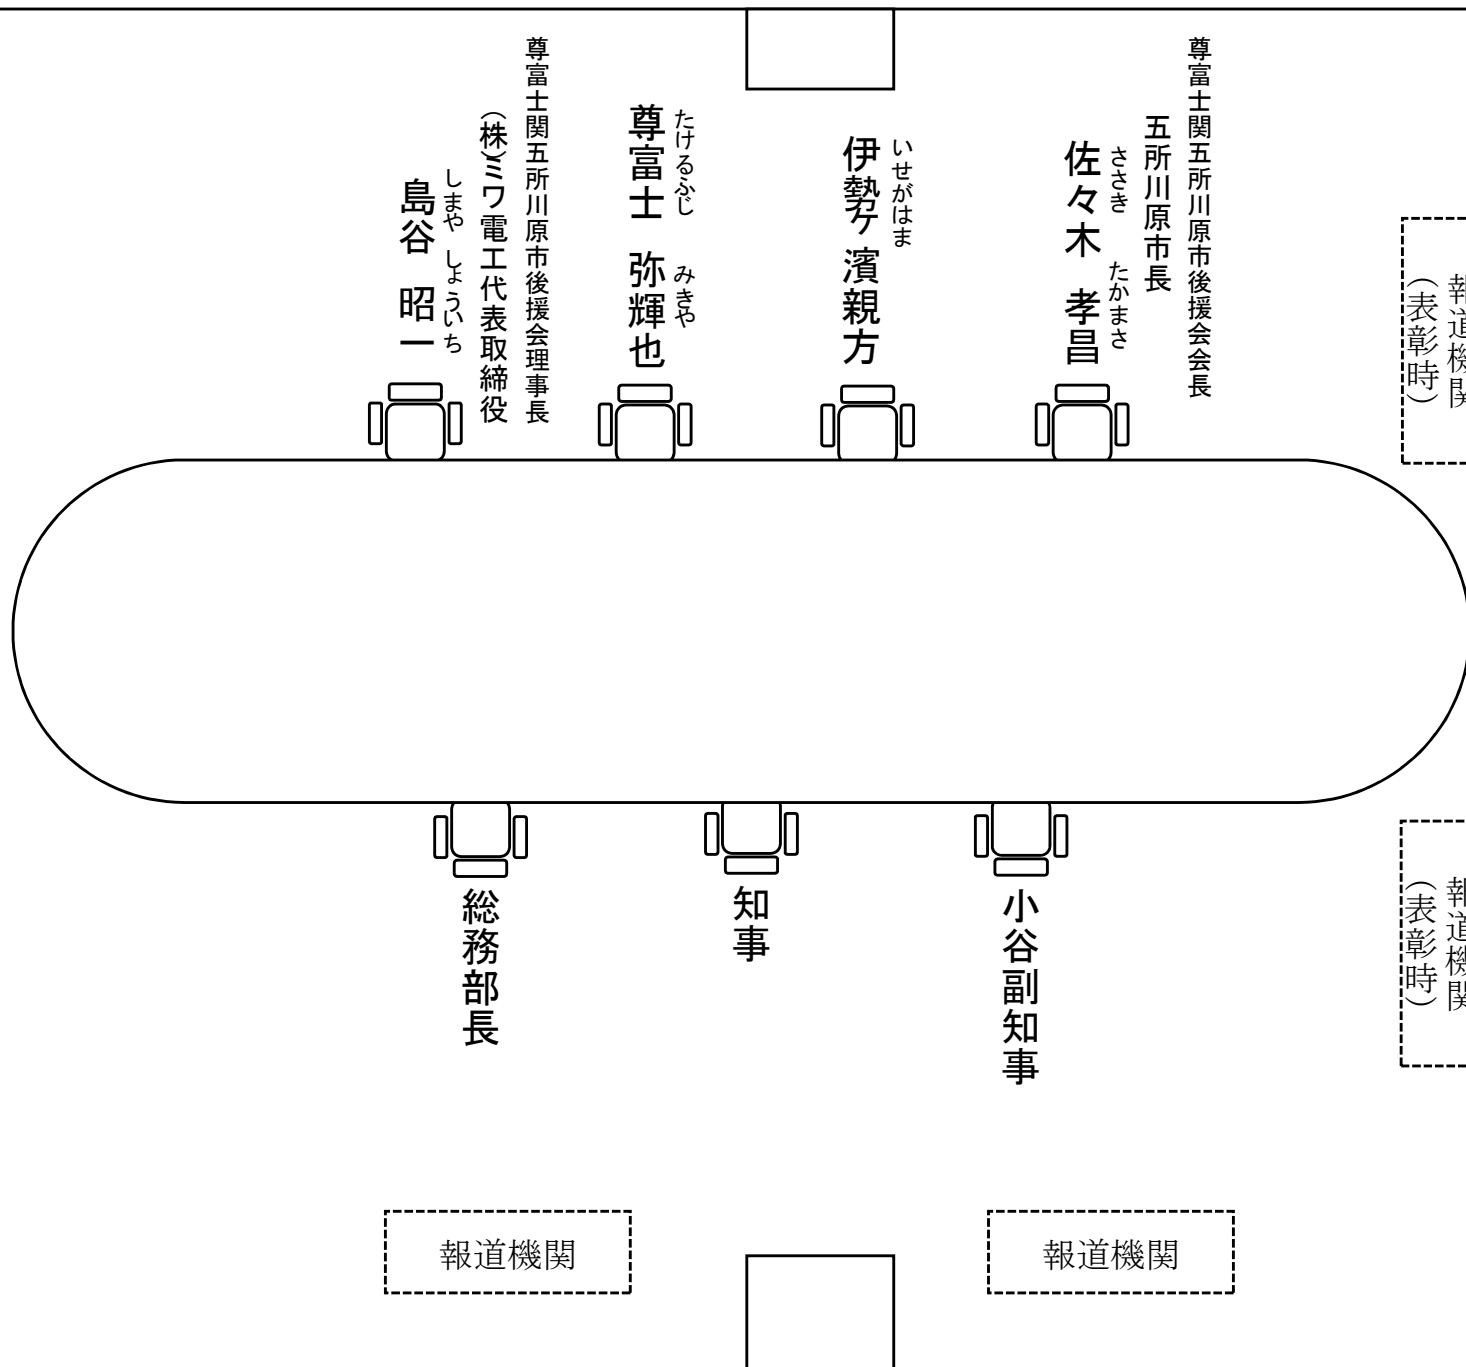 尊富士関五所川原市後援会会長
五所川原市長
佐々木 孝昌
ささき たかまさ
伊勢ヶ濱親方
いせがはま
尊富士 弥輝也
たけるふじ みきや
尊富士関五所川原市後援会理事長
(株)ミワ電工代表取締役
島谷 昭一
しまや しょういち
報道機関
(表彰時)
小谷副知事
知事
総務部長
報道機関
(表彰時)
報道機関
報道機関